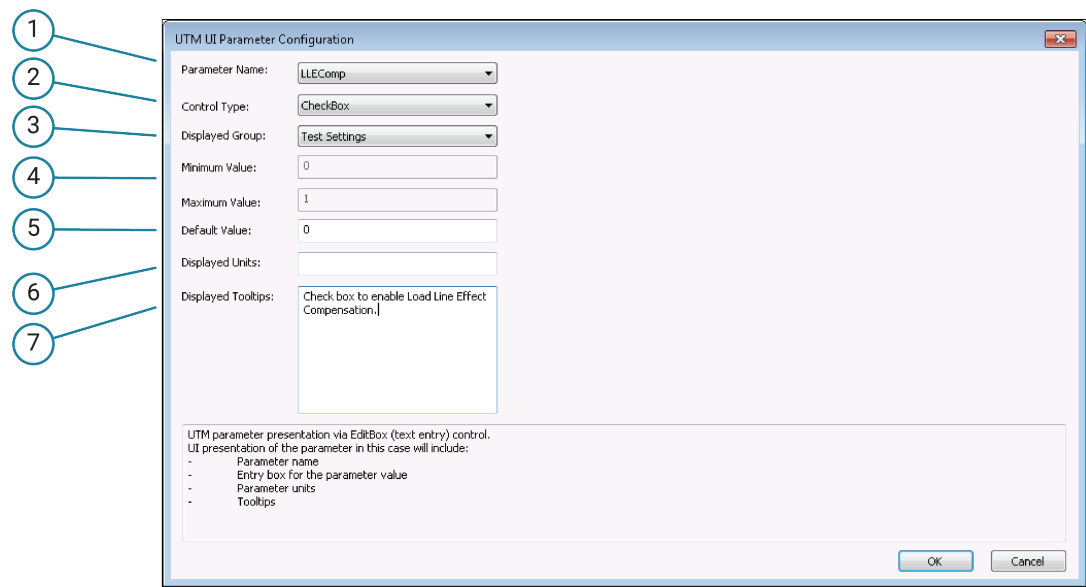 UTM UI Parameter Configuration
1
Parameter Name: LLEComp
2
Control Type: CheckBox
3
Displayed Group: Test Settings
4
Minimum Value: 0
Maximum Value: 1
5
Default Value: 0
6
Displayed Units:
7
Displayed Tooltips: Check box to enable Load Line Effect
Compensation.
UTM parameter presentation via EditBox (text entry) control.
UI presentation of the parameter in this case will include:
- Parameter name
- Entry box for the parameter value
- Parameter units
- Tooltips
OK Cancel